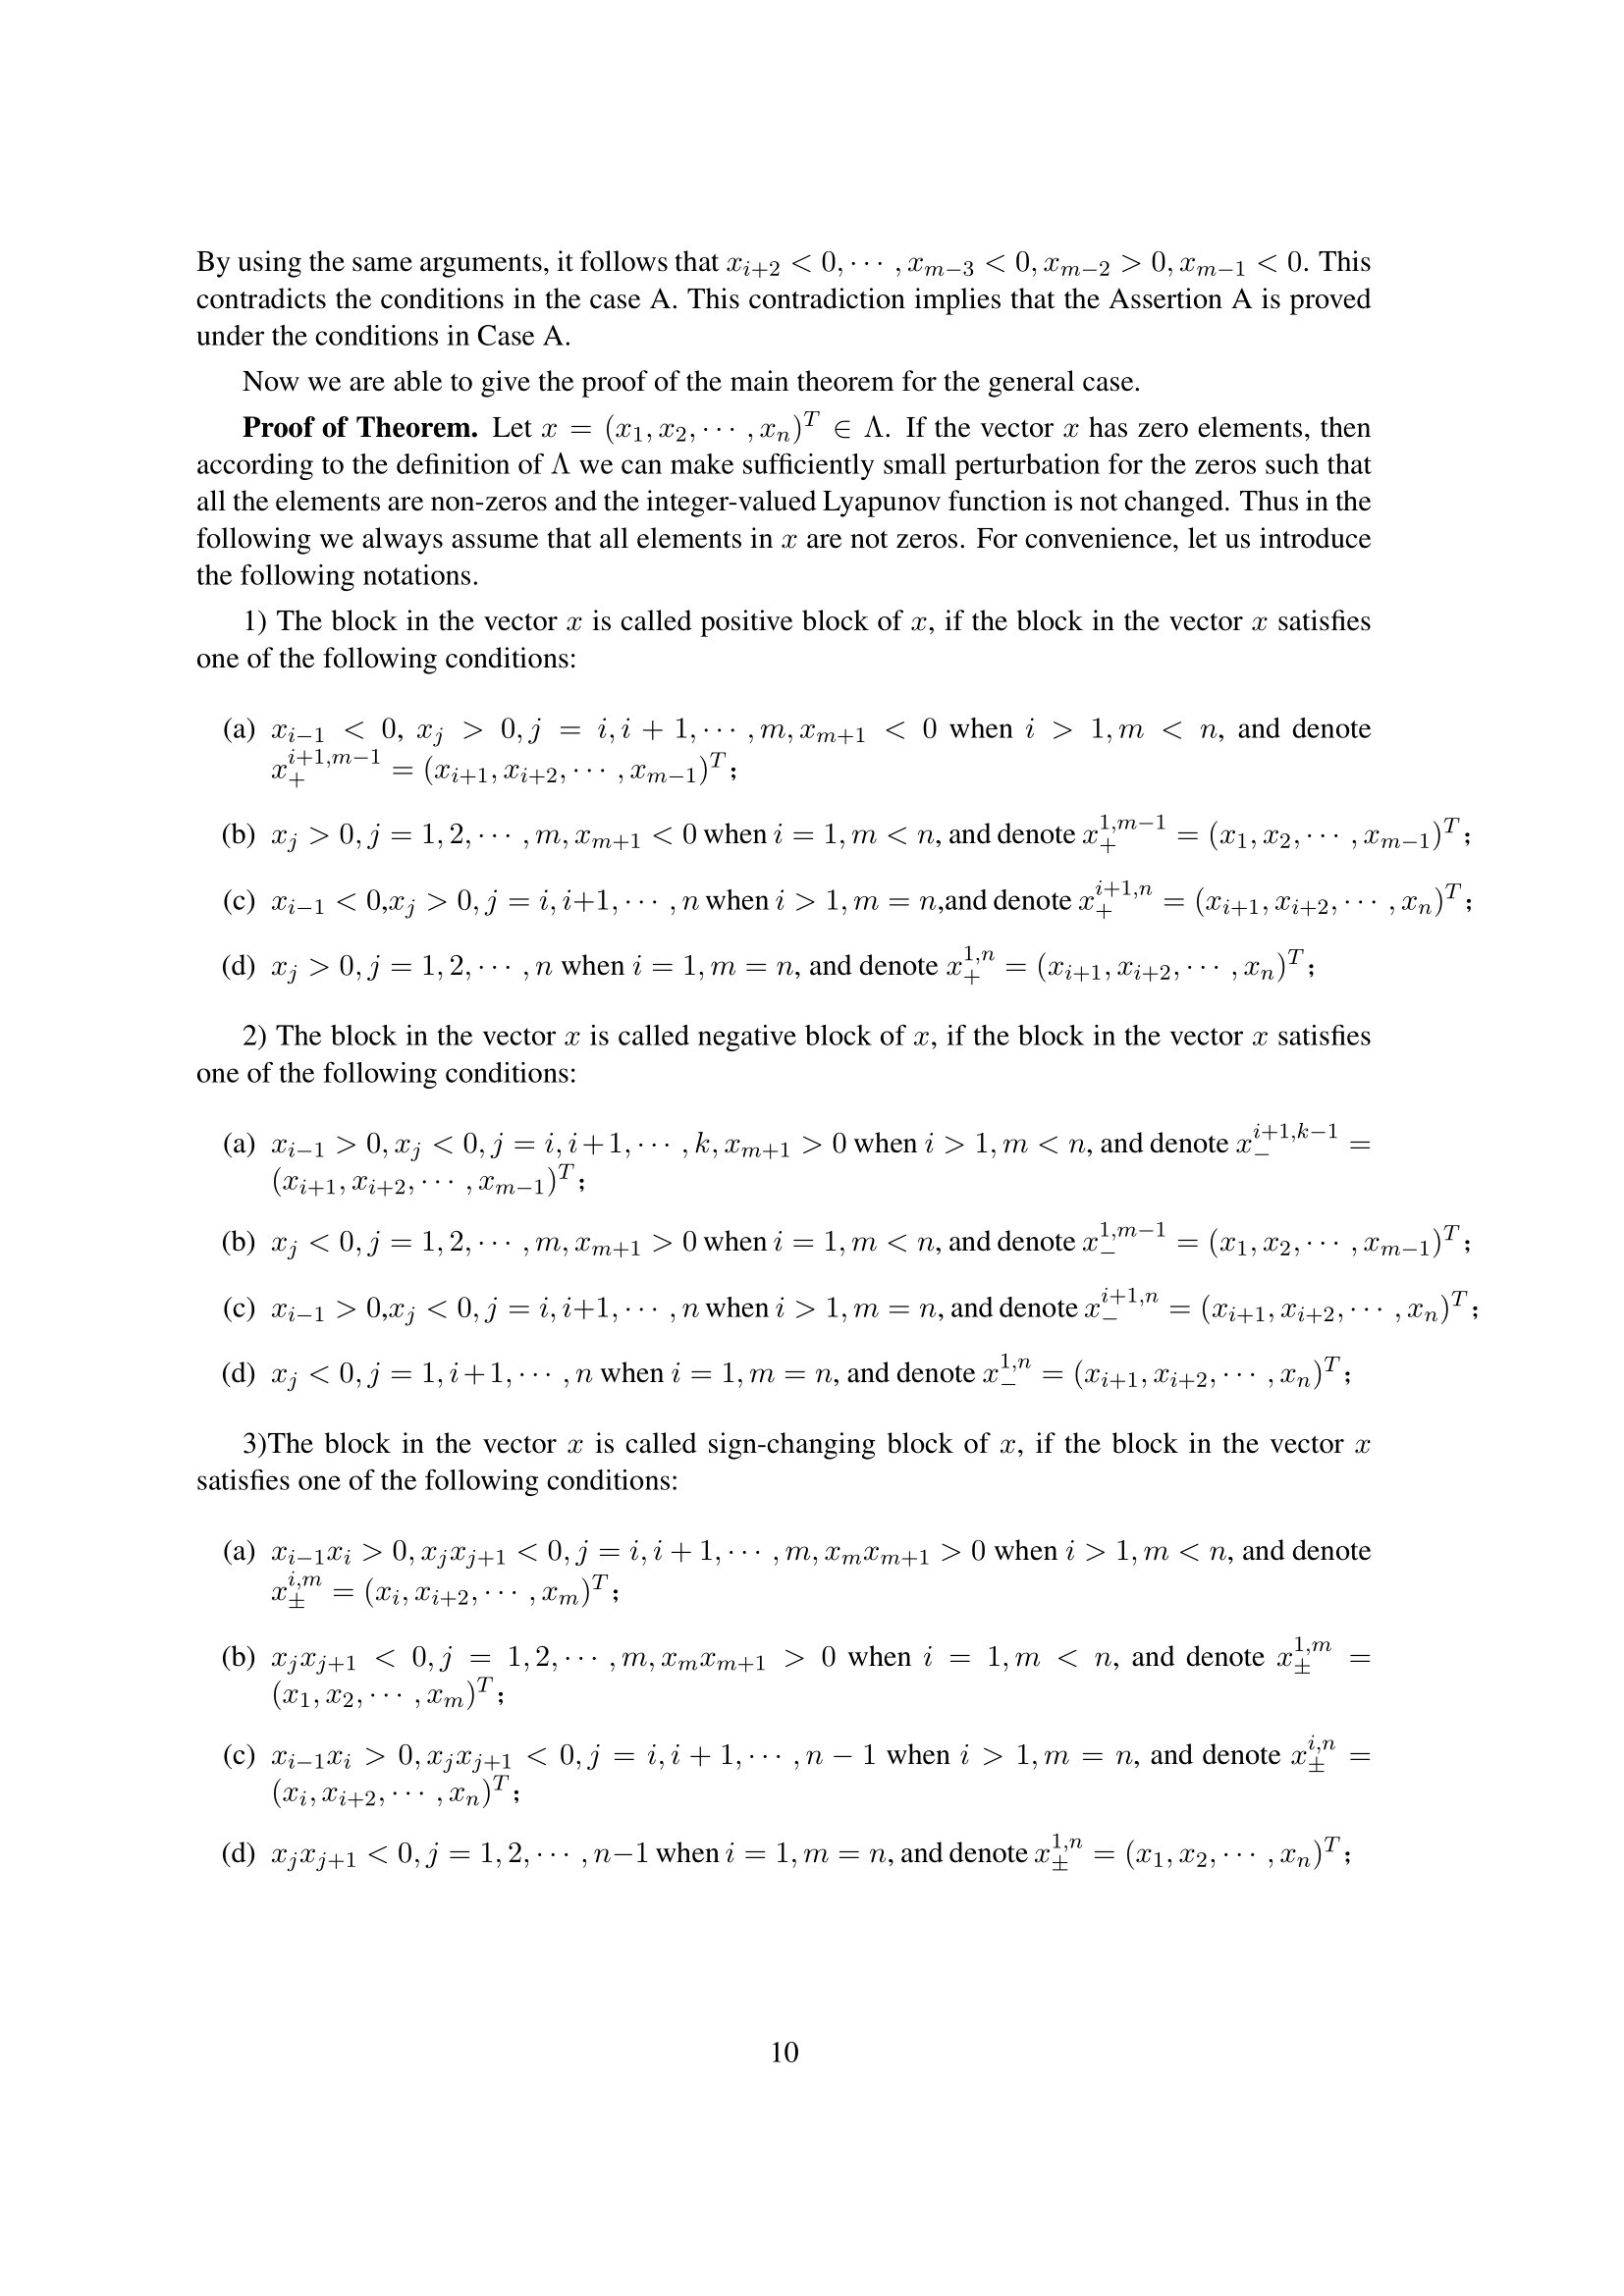 By using the same arguments, it follows that $x_{i+2} < 0, \cdots, x_{m-3} < 0, x_{m-2} > 0, x_{m-1} < 0$. This
contradicts the conditions in the case A. This contradiction implies that the Assertion A is proved
under the conditions in Case A.
Now we are able to give the proof of the main theorem for the general case.
Proof of Theorem. Let $x = (x_1, x_2, \cdots, x_n)^T \in \Lambda$. If the vector $x$ has zero elements, then
according to the definition of $\Lambda$ we can make sufficiently small perturbation for the zeros such that
all the elements are non-zeros and the integer-valued Lyapunov function is not changed. Thus in the
following we always assume that all elements in $x$ are not zeros. For convenience, let us introduce
the following notations.
1) The block in the vector $x$ is called positive block of $x$, if the block in the vector $x$ satisfies
one of the following conditions:
(a) $x_{i-1} < 0, x_j > 0, j = i, i+1, \cdots, m, x_{m+1} < 0$ when $i > 1, m < n$, and denote
$x_+^{i+1,m-1} = (x_{i+1}, x_{i+2}, \cdots, x_{m-1})^T$;
(b) $x_j > 0, j = 1, 2, \cdots, m, x_{m+1} < 0$ when $i = 1, m < n$, and denote $x_+^{1,m-1} = (x_1, x_2, \cdots, x_{m-1})^T$;
(c) $x_{i-1} < 0$,$x_j > 0, j = i, i+1, \cdots, n$ when $i > 1, m = n$,and denote $x_+^{i+1,n} = (x_{i+1}, x_{i+2}, \cdots, x_n)^T$;
(d) $x_j > 0, j = 1, 2, \cdots, n$ when $i = 1, m = n$, and denote $x_+^{1,n} = (x_{i+1}, x_{i+2}, \cdots, x_n)^T$;
2) The block in the vector $x$ is called negative block of $x$, if the block in the vector $x$ satisfies
one of the following conditions:
(a) $x_{i-1} > 0, x_j < 0, j = i, i+1, \cdots, k, x_{m+1} > 0$ when $i > 1, m < n$, and denote $x_-^{i+1,k-1} =$
$(x_{i+1}, x_{i+2}, \cdots, x_{m-1})^T$;
(b) $x_j < 0, j = 1, 2, \cdots, m, x_{m+1} > 0$ when $i = 1, m < n$, and denote $x_-^{1,m-1} = (x_1, x_2, \cdots, x_{m-1})^T$;
(c) $x_{i-1} > 0$,$x_j < 0, j = i, i+1, \cdots, n$ when $i > 1, m = n$, and denote $x_-^{i+1,n} = (x_{i+1}, x_{i+2}, \cdots, x_n)^T$;
(d) $x_j < 0, j = 1, i+1, \cdots, n$ when $i = 1, m = n$, and denote $x_-^{1,n} = (x_{i+1}, x_{i+2}, \cdots, x_n)^T$;
3)The block in the vector $x$ is called sign-changing block of $x$, if the block in the vector $x$
satisfies one of the following conditions:
(a) $x_{i-1}x_i > 0, x_jx_{j+1} < 0, j = i, i+1, \cdots, m, x_mx_{m+1} > 0$ when $i > 1, m < n$, and denote
$x_\pm^{i,m} = (x_i, x_{i+2}, \cdots, x_m)^T$;
(b) $x_jx_{j+1} < 0, j = 1, 2, \cdots, m, x_mx_{m+1} > 0$ when $i = 1, m < n$, and denote $x_\pm^{1,m} =$
$(x_1, x_2, \cdots, x_m)^T$;
(c) $x_{i-1}x_i > 0, x_jx_{j+1} < 0, j = i, i+1, \cdots, n-1$ when $i > 1, m = n$, and denote $x_\pm^{i,n} =$
$(x_i, x_{i+2}, \cdots, x_n)^T$;
(d) $x_jx_{j+1} < 0, j = 1, 2, \cdots, n-1$ when $i = 1, m = n$, and denote $x_\pm^{1,n} = (x_1, x_2, \cdots, x_n)^T$;
10